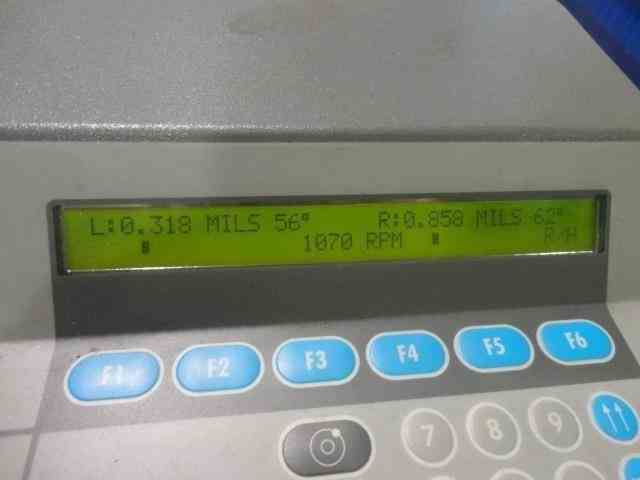 L:0.318 MILS 56° R:0.858 MILS 62°
1070 RPM R/H
F1 F2 F3 F4 F5 F6
7 8 9